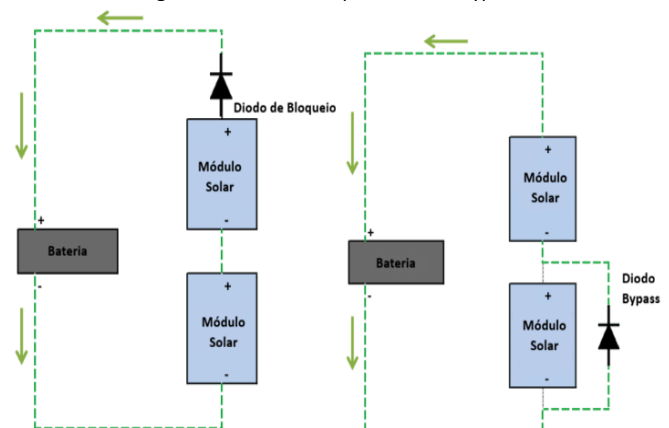 Diodo de Bloqueio
+
Módulo
Solar
-
+
Bateria
-
+
Módulo
Solar
-
+
Módulo
Solar
-
+
Bateria
-
+
Módulo
Solar
-
Diodo
Bypass